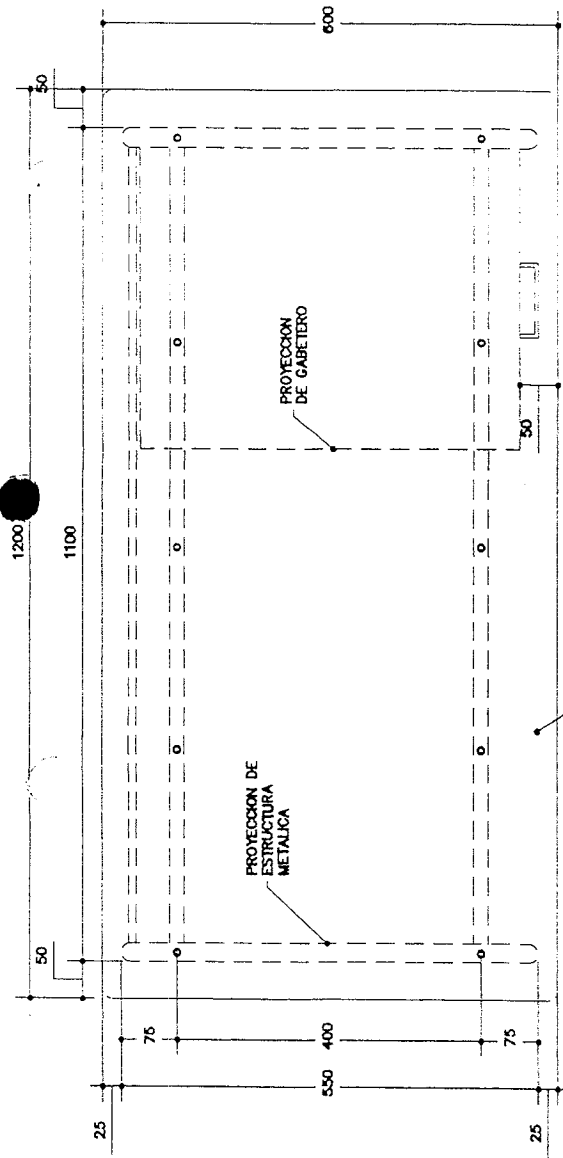 50
1200
1100
50
600
PROYECCION
DE GABETERO
50
PROYECCION DE
ESTRUCTURA
METALICA
75
400
75
550
25
25